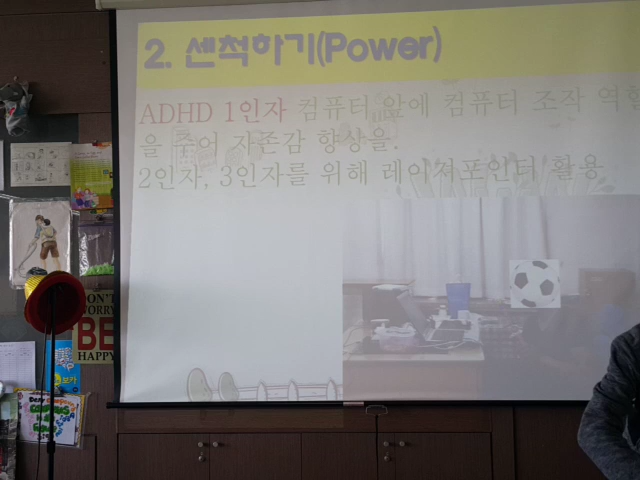 2. 센척하기(Power)
ADHD 1인자 컴퓨터 앞에 컴퓨터 조작 역할
을 주어 자존감 향상을.
2인자, 3인자를 위해 레이저포인터 활용
DON'T
WORRY
BE
HAPPY